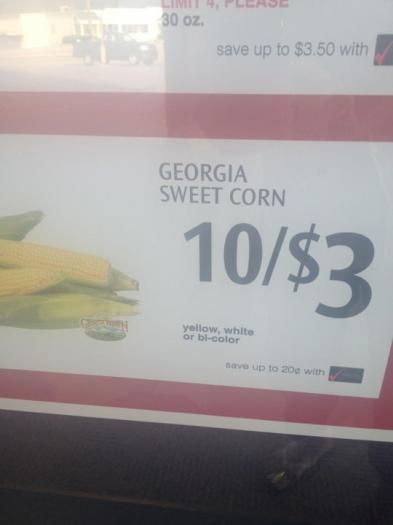 LIMIT 4, PLEASE
30 oz.
save up to $3.50 with
GEORGIA
SWEET CORN
10/$3
yellow, white
or bi-color
save up to 20¢ with